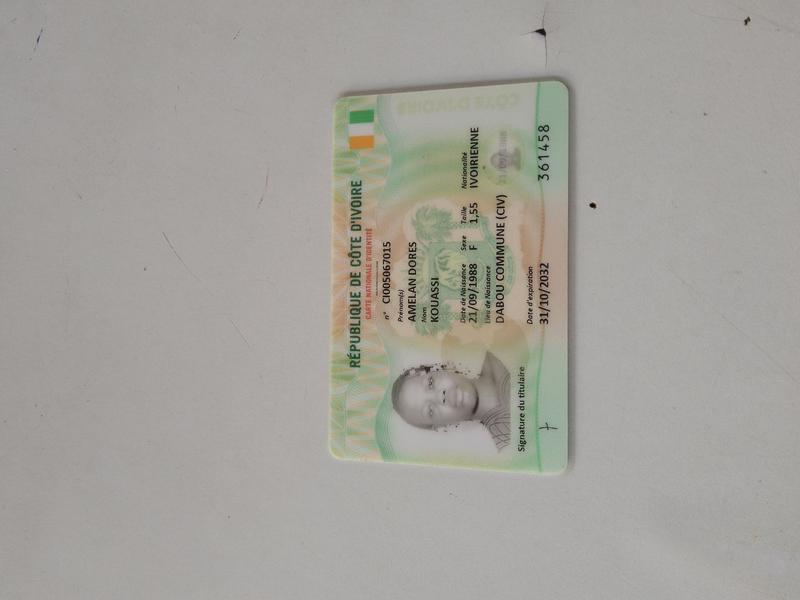 RÉPUBLIQUE DE CÔTE D'IVOIRE
CARTE NATIONALE D'IDENTITÉ
n° CI005067015
Prénom(s)
AMELAN DORES
Nom
KOUASSI
Date de Naissance Sexe Taille Nationalité
21/09/1988 F 1,55 IVOIRIENNE
Lieu de Naissance
DABOU COMMUNE (CIV)
Date d'expiration
31/10/2032
361458
Signature du titulaire
CÔTE D'IVOIRE